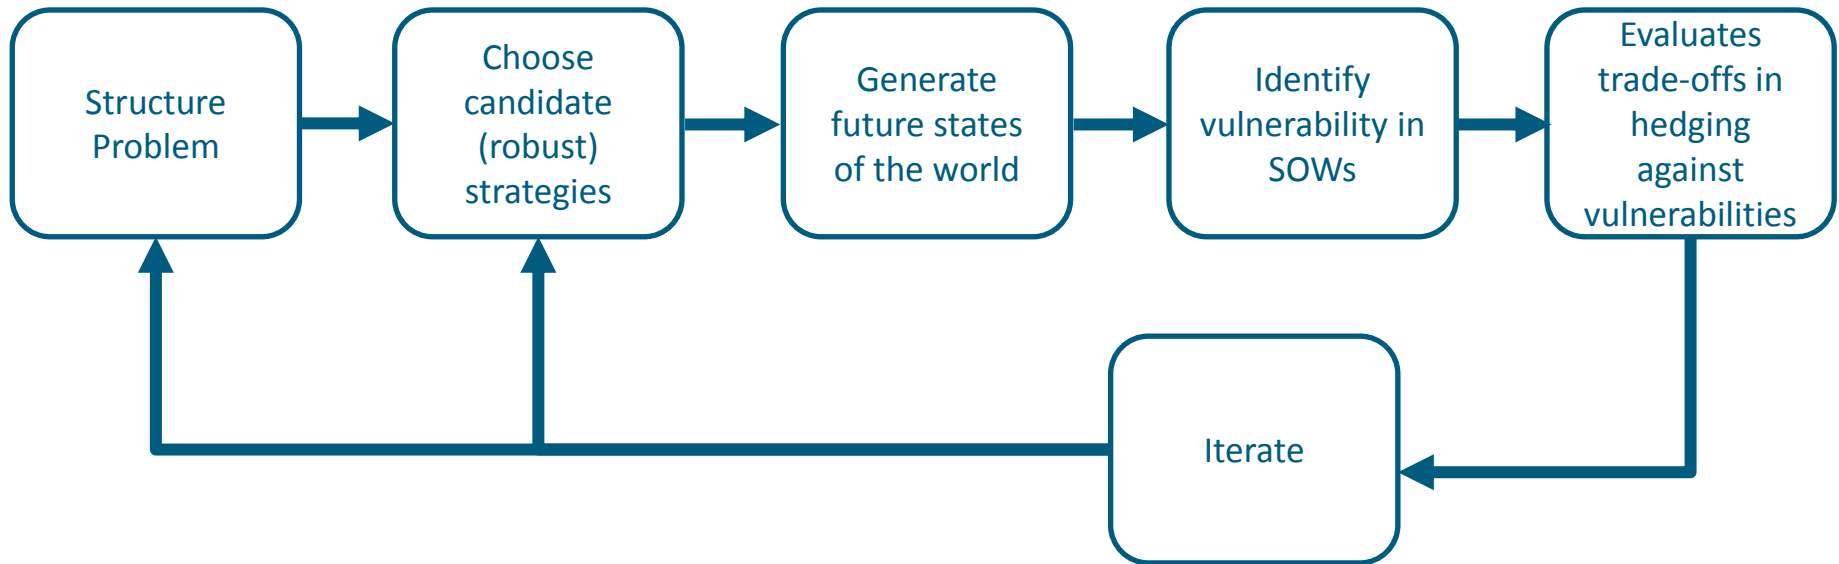 Structure
Problem
Choose
candidate
(robust)
strategies
Generate
future states
of the world
Identify
vulnerability in
SOWs
Evaluates
trade-offs in
hedging
against
vulnerabilities
Iterate